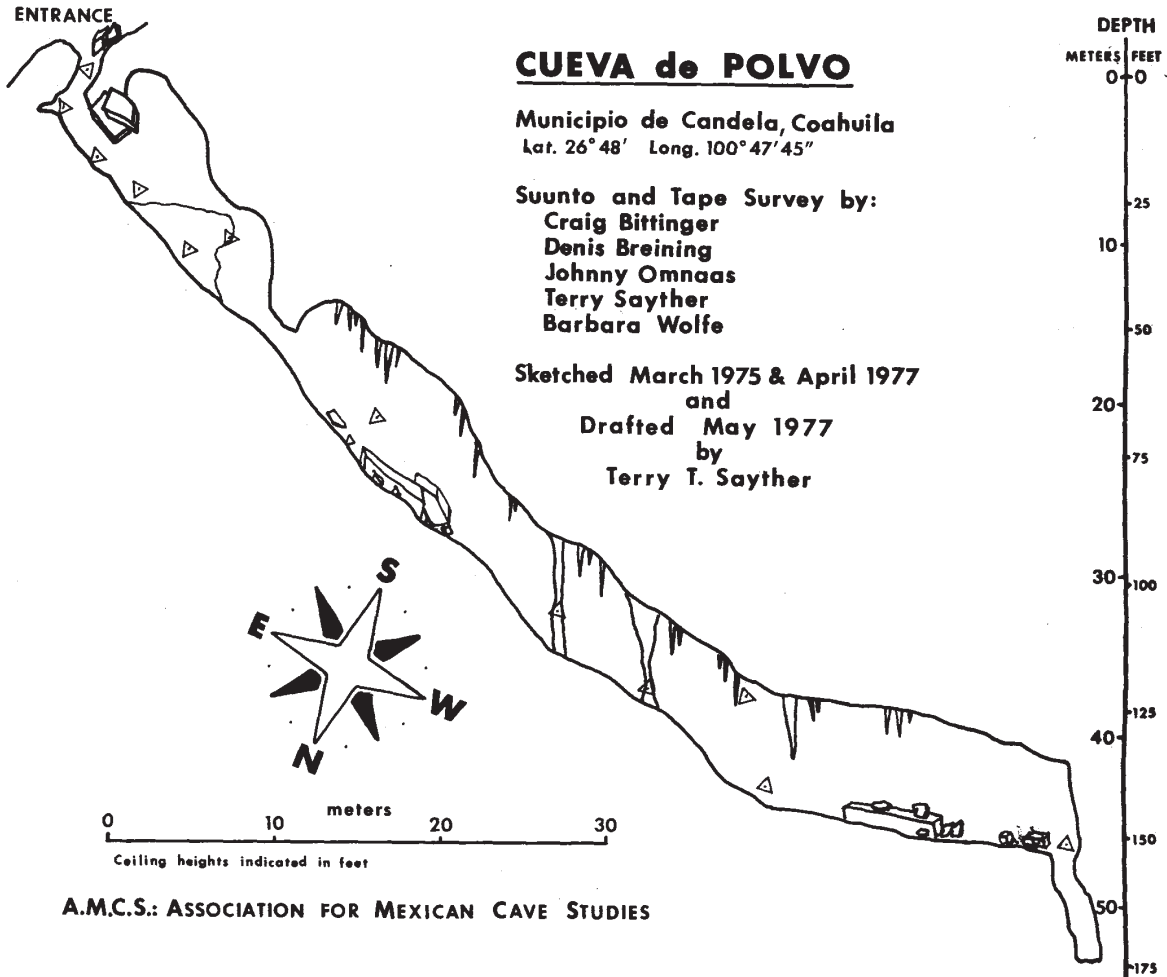 ENTRANCE
CUEVA de POLVO
Municipio de Candela, Coahuila
Lat. 26°48' Long. 100°47'45"
Suunto and Tape Survey by:
Craig Bittinger
Denis Breining
Johnny Omnaas
Terry Sayther
Barbara Wolfe
Sketched March 1975 & April 1977
and
Drafted May 1977
by
Terry T. Sayther
DEPTH
METERS FEET
0 0
25
10
50
20
75
30
100
125
40
150
50
175
S
E
W
N
meters
0 10 20 30
Ceiling heights indicated in feet
A.M.C.S.: ASSOCIATION FOR MEXICAN CAVE STUDIES